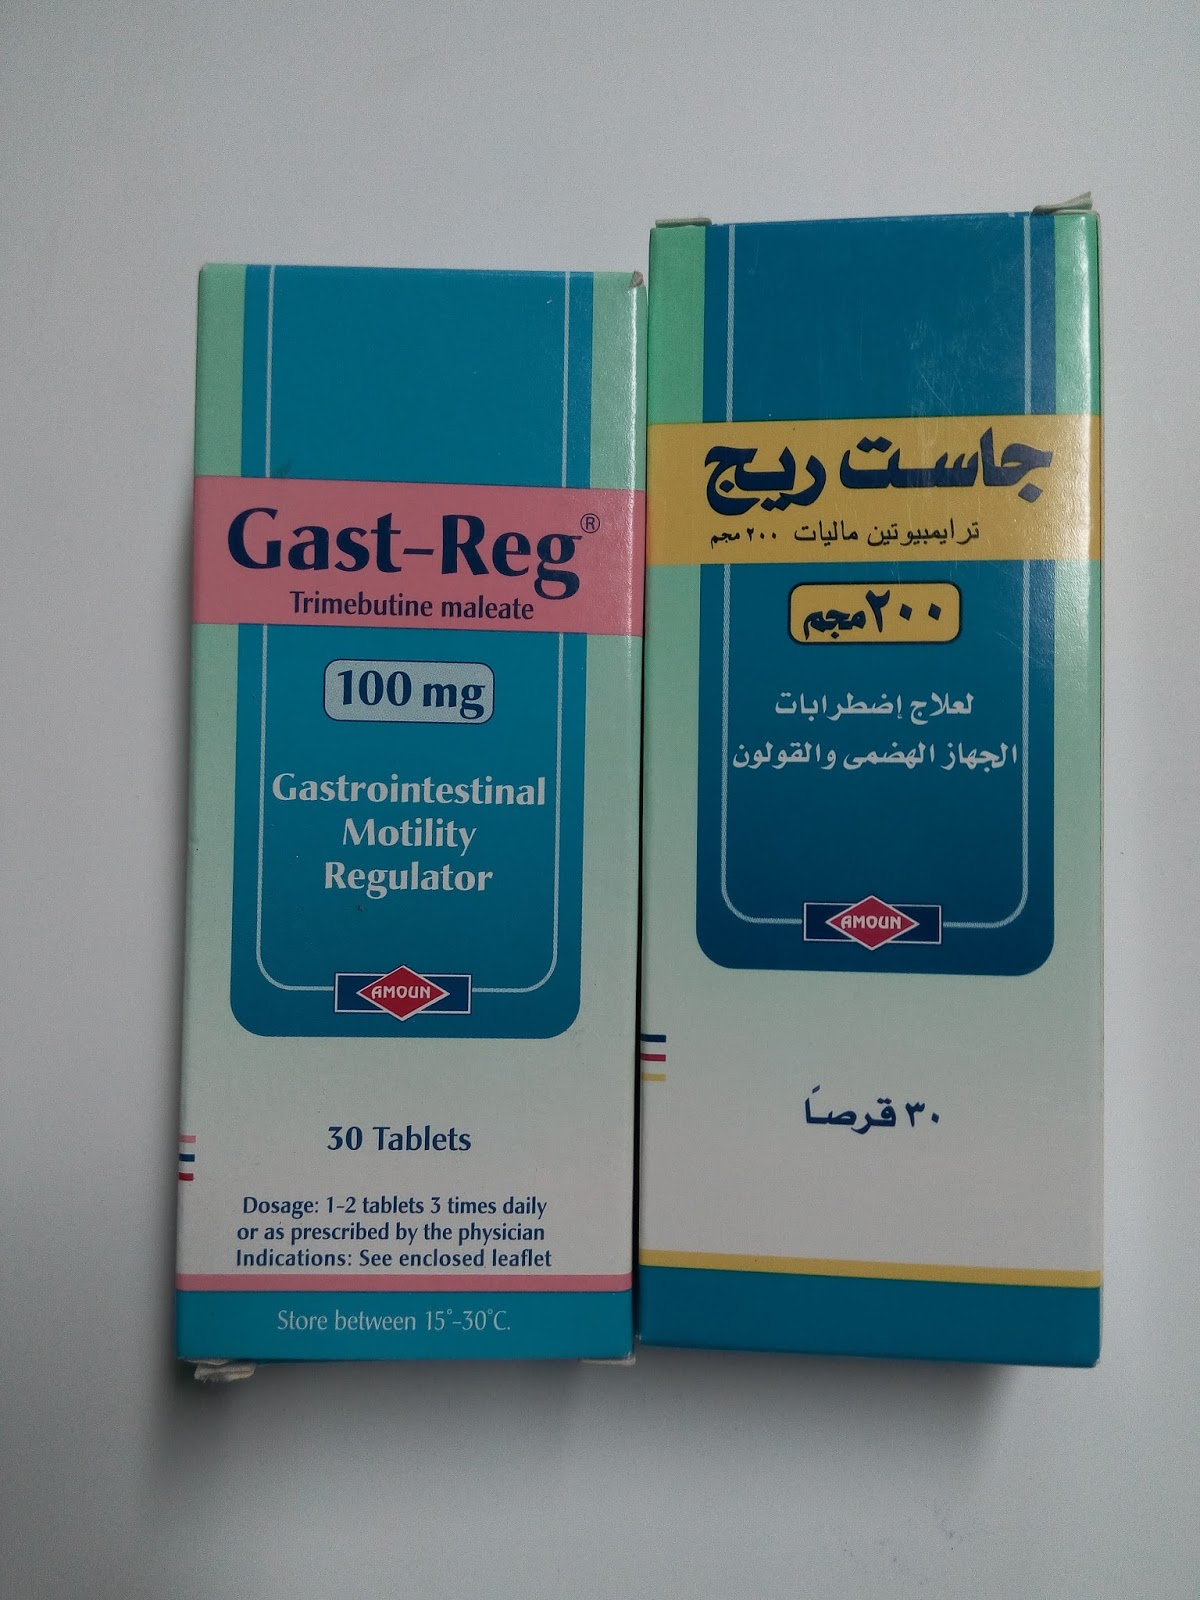 Gast-Reg®
Trimebutine maleate
100 mg
Gastrointestinal
Motility
Regulator
AMOUN
30 Tablets
Dosage: 1-2 tablets 3 times daily
or as prescribed by the physician
Indications: See enclosed leaflet
Store between 15°-30°C.
جاست ريج
ترايمبيوتين ماليات ٢٠٠ مجم
٢٠٠ مجم
لعلاج إضطرابات
الجهاز الهضمى والقولون
AMOUN
٣٠ قرصاً